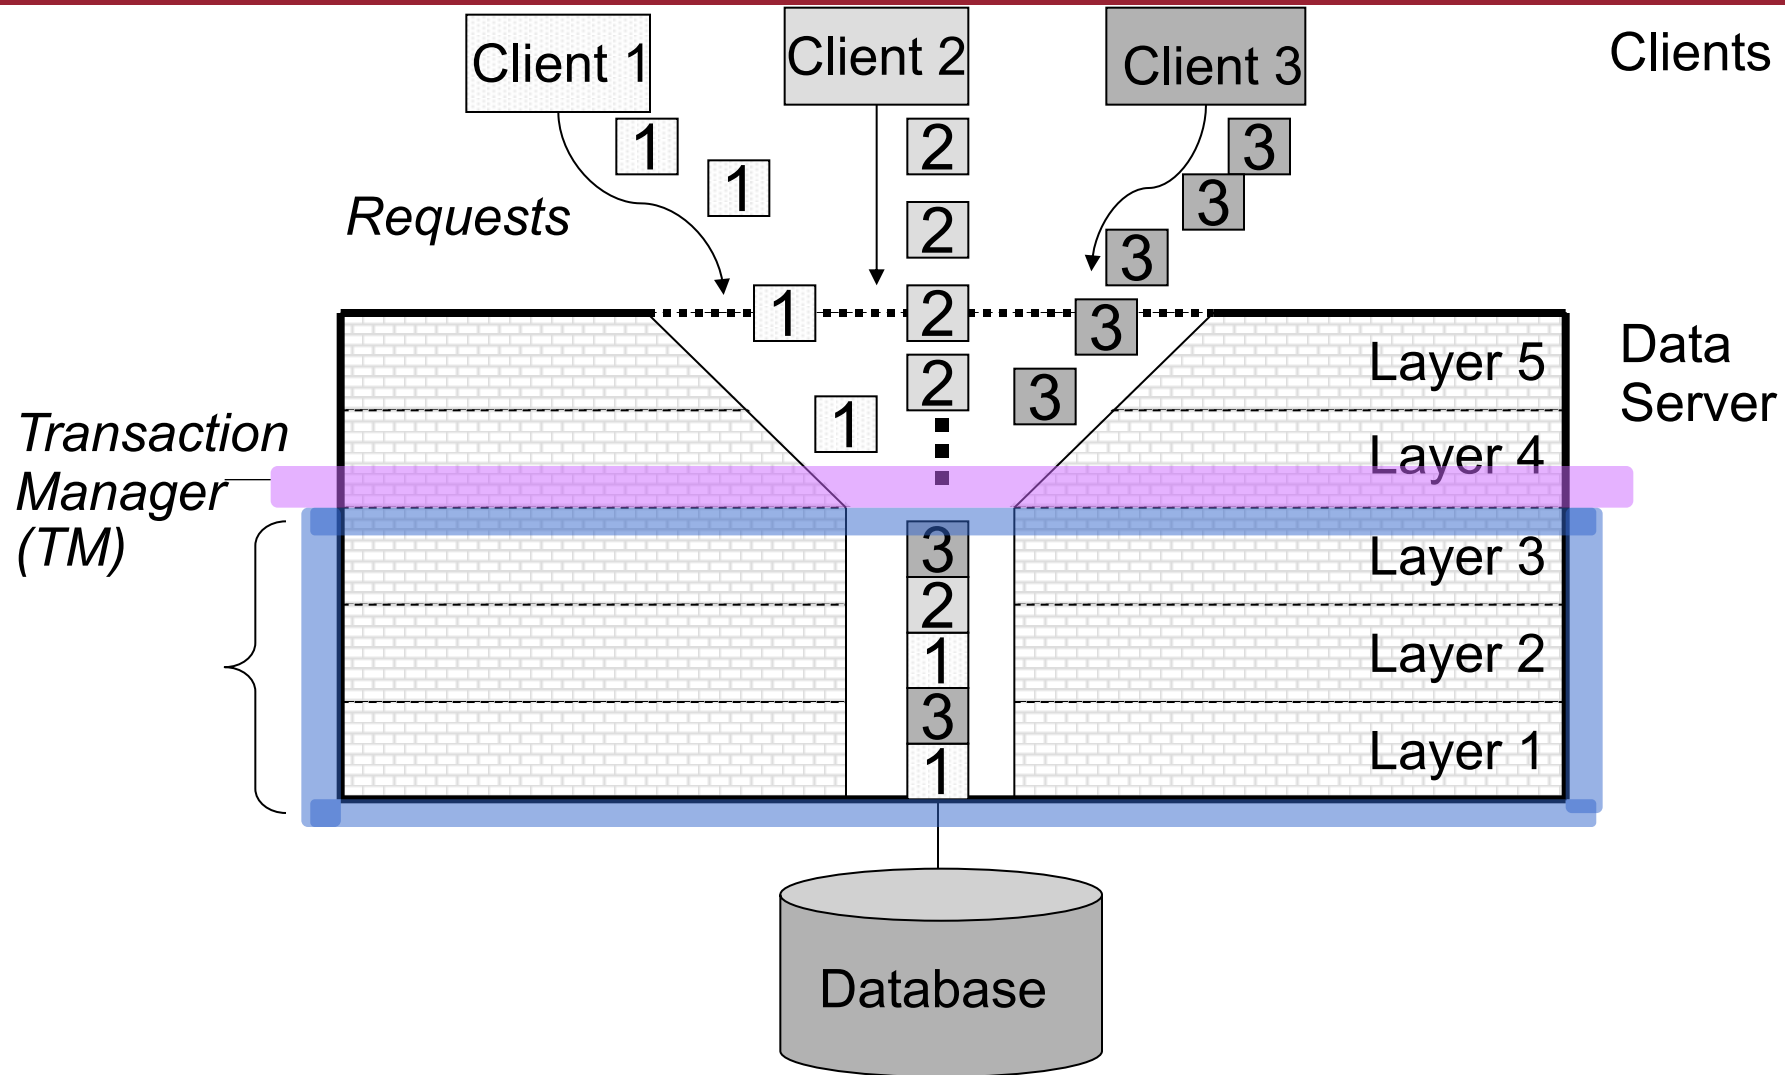 Client 1
Client 2
Client 3
Clients
1
2
3
1
3
Requests
2
3
1
2
3
Data
Server
2
3
Layer 5
1
Transaction
Manager
(TM)
Layer 4
3
Layer 3
2
1
Layer 2
3
1
Layer 1
Database